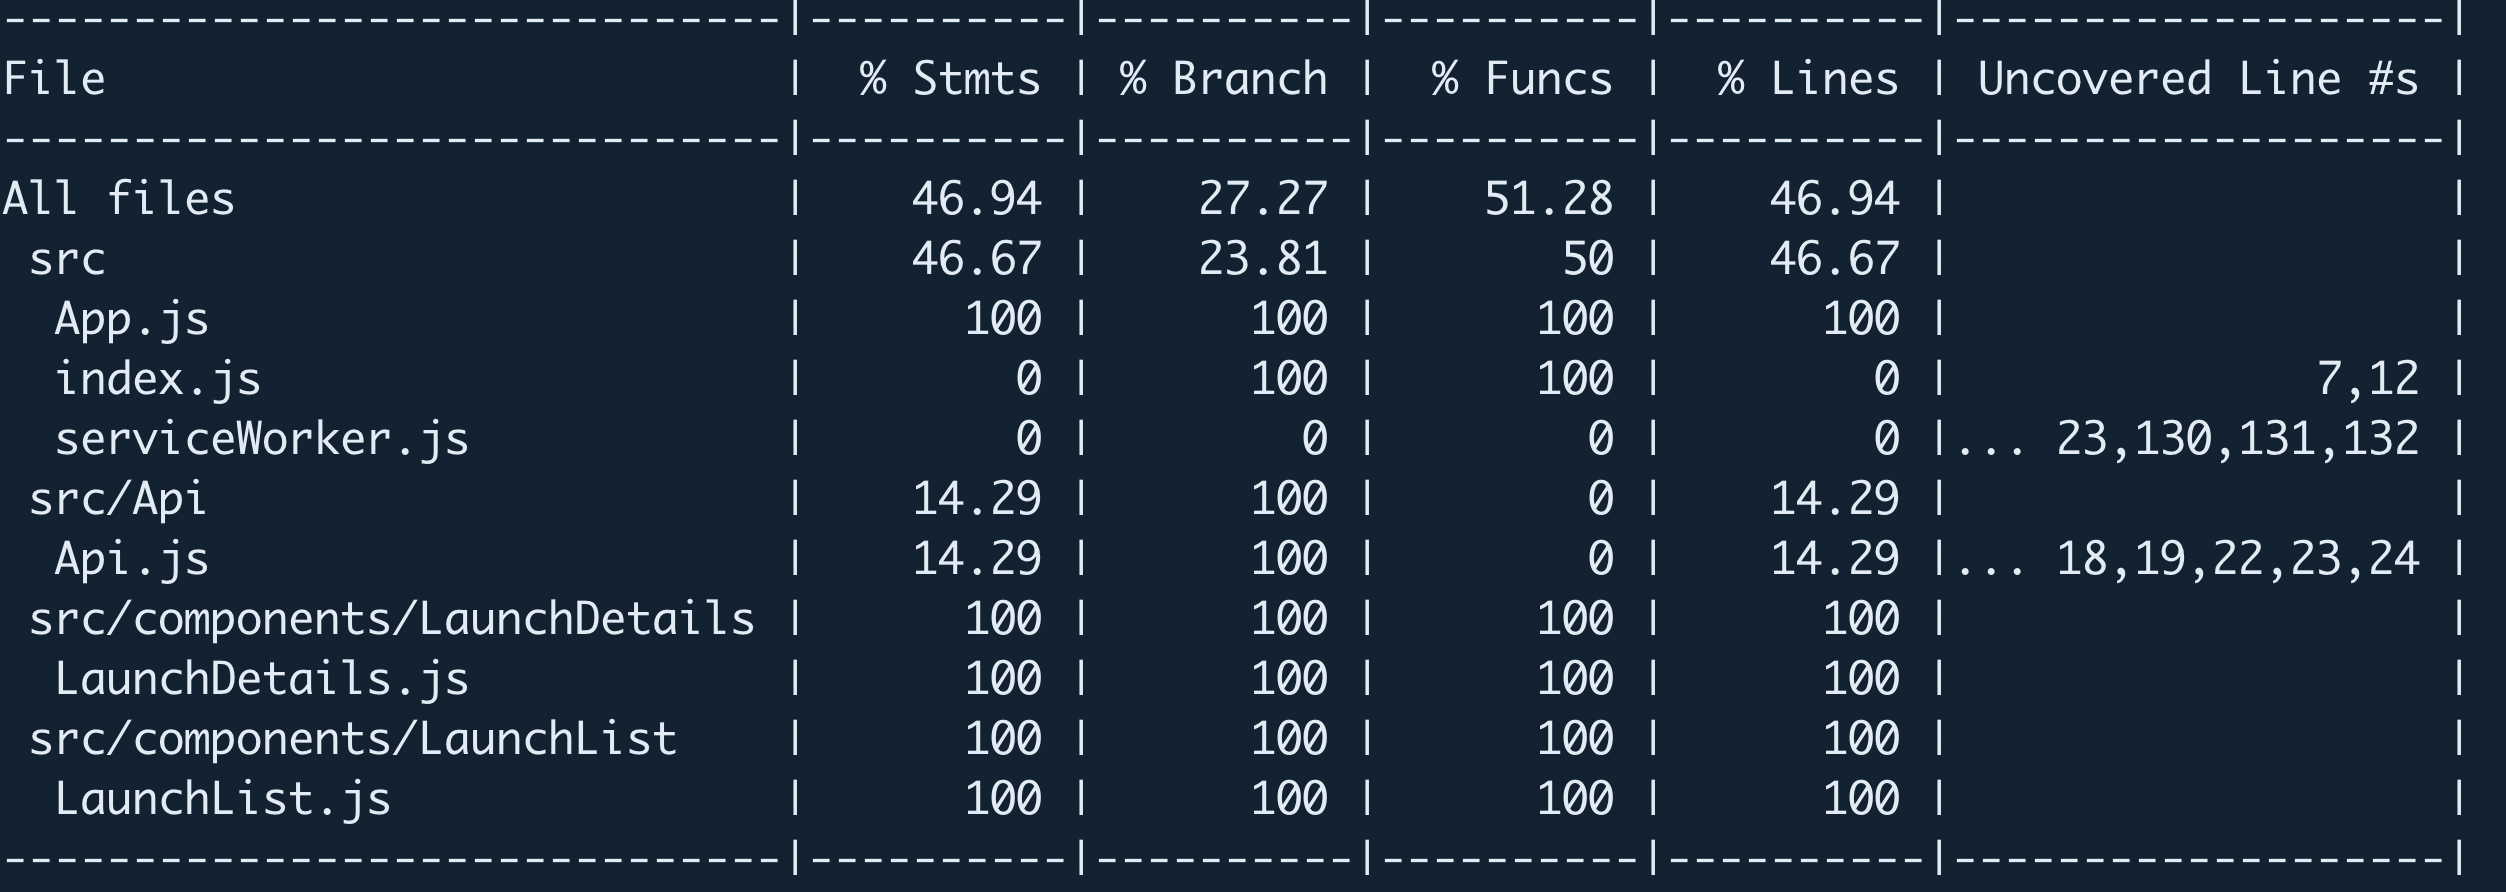 -------------------------------|----------|----------|----------|----------|-------------------|
File                           |  % Stmts | % Branch |  % Funcs |  % Lines | Uncovered Line #s |
-------------------------------|----------|----------|----------|----------|-------------------|
All files                      |    46.94 |    27.27 |    51.28 |    46.94 |                   |
 src                           |    46.67 |    23.81 |       50 |    46.67 |                   |
  App.js                       |      100 |      100 |      100 |      100 |                   |
  index.js                     |        0 |      100 |      100 |        0 |              7,12 |
  serviceWorker.js             |        0 |        0 |        0 |        0 |... 23,130,131,132 |
 src/Api                       |    14.29 |      100 |        0 |    14.29 |                   |
  Api.js                       |    14.29 |      100 |        0 |    14.29 |... 18,19,22,23,24 |
 src/components/LaunchDetails  |      100 |      100 |      100 |      100 |                   |
  LaunchDetails.js             |      100 |      100 |      100 |      100 |                   |
 src/components/LaunchList     |      100 |      100 |      100 |      100 |                   |
  LaunchList.js                |      100 |      100 |      100 |      100 |                   |
-------------------------------|----------|----------|----------|----------|-------------------|